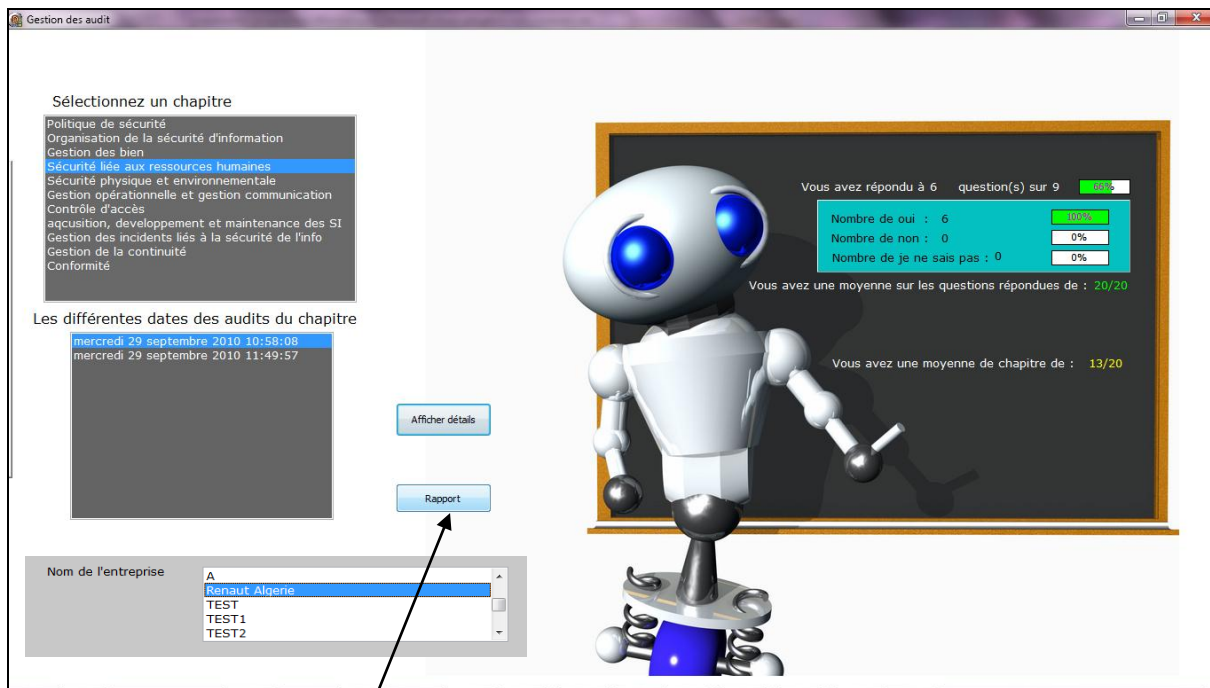 Gestion des audit
Sélectionnez un chapitre
Politique de sécurité
Organisation de la sécurité d'information
Gestion des bien
Sécurité liée aux ressources humaines
Sécurité physique et environnementale
Gestion opérationnelle et gestion communication
Contrôle d'accès
aqcusition, developpement et maintenance des SI
Gestion des incidents liés à la sécurité de l'info
Gestion de la continuité
Conformité
Les différentes dates des audits du chapitre
mercredi 29 septembre 2010 10:58:08
mercredi 29 septembre 2010 11:49:57
Afficher détails
Rapport
Nom de l'entreprise
A
Renaut Algerie
TEST
TEST1
TEST2
Vous avez répondu à 6 question(s) sur 9 66%
Nombre de oui : 6 100%
Nombre de non : 0 0%
Nombre de je ne sais pas : 0 0%
Vous avez une moyenne sur les questions répondues de : 20/20
Vous avez une moyenne de chapitre de : 13/20